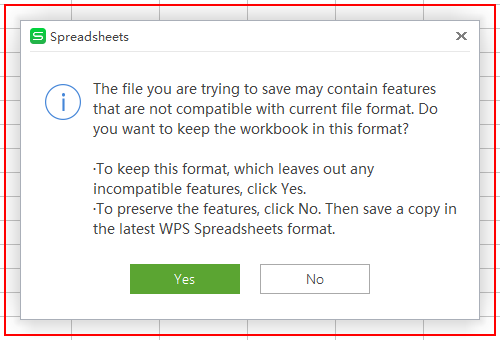 Spreadsheets
The file you are trying to save may contain features
that are not compatible with current file format. Do
you want to keep the workbook in this format?
·To keep this format, which leaves out any
incompatible features, click Yes.
·To preserve the features, click No. Then save a copy in
the latest WPS Spreadsheets format.
Yes No